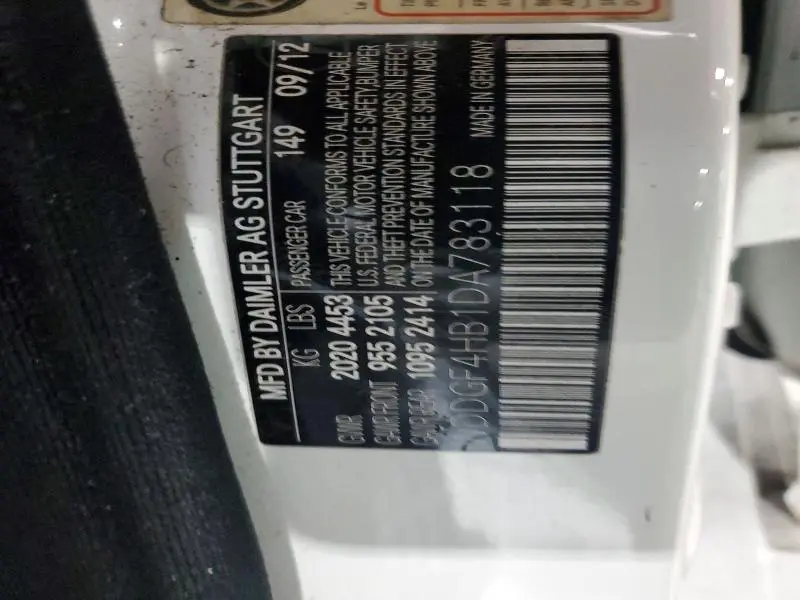 MFD BY DAIMLER AG STUTTGART
KG LBS PASSENGER CAR 149 09/12
GVWR 2020 4453 THIS VEHICLE CONFORMS TO ALL APPLICABLE
GAWR FRONT 955 2105 U.S. FEDERAL MOTOR VEHICLE SAFETY, BUMPER
GAWR REAR 1095 2414 AND THEFT PREVENTION STANDARDS IN EFFECT
ON THE DATE OF MANUFACTURE SHOWN ABOVE
DDGF4HB1DA783118 MADE IN GERMANY